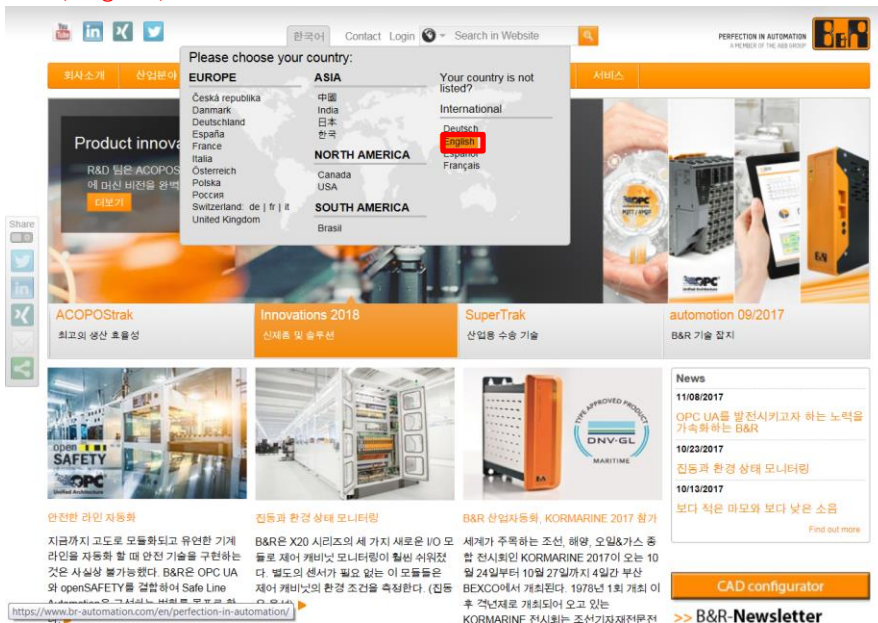 You Tube
in
한국어
Contact
Login
Search in Website
PERFECTION IN AUTOMATION
A MEMBER OF THE ABB GROUP
B&R
회사소개
산업분야
서비스
Please choose your country:
EUROPE
Česká republika
Danmark
Deutschland
España
France
Italia
Österreich
Polska
Россия
Switzerland: de | fr | it
United Kingdom
ASIA
中國
India
日本
한국
NORTH AMERICA
Canada
USA
SOUTH AMERICA
Brasil
Your country is not
listed?
International
Deutsch
English
Español
Français
Product innova
R&D 팀은 ACOPOS
에 머신 비전을 완벽
더보기
Share
in
OPC
B&R
ACOPOStrak
최고의 생산 효율성
Innovations 2018
신제품 및 솔루션
SuperTrak
산업용 수송 기술
automotion 09/2017
B&R 기술 잡지
open
SAFETY
OPC
Unified Architecture
TYPE APPROVED PRODUCT
DNV·GL
MARITIME
안전한 라인 자동화
지금까지 고도로 모듈화되고 유연한 기계
라인을 자동화 할 때 안전 기술을 구현하는
것은 사실상 불가능했다. B&R은 OPC UA
와 openSAFETY를 결합하여 Safe Line
진동과 환경 상태 모니터링
B&R은 X20 시리즈의 세 가지 새로운 I/O 모
듈로 제어 캐비닛 모니터링이 훨씬 쉬워졌
다. 별도의 센서가 필요 없는 이 모듈들은
제어 캐비닛의 환경 조건을 측정한다. (진동
B&R 산업자동화, KORMARINE 2017 참가
세계가 주목하는 조선, 해양, 오일&가스 종
합 전시회인 KORMARINE 2017이 오는 10
월 24일부터 10월 27일까지 4일간 부산
BEXCO에서 개최된다. 1978년 1회 개최 이
후 격년제로 개최되어 오고 있는
KORMARINE 전시회는 조선기자재전문전
News
11/08/2017
OPC UA를 발전시키고자 하는 노력을
가속화하는 B&R
10/23/2017
진동과 환경 상태 모니터링
10/13/2017
보다 적은 마모와 보다 낮은 소음
Find out more
CAD configurator
>> B&R-Newsletter
https://www.br-automation.com/en/perfection-in-automation/